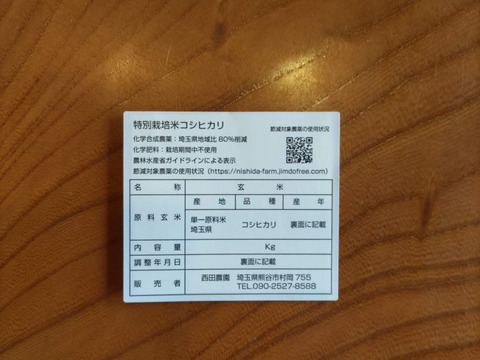 特別栽培米コシヒカリ
節減対象農薬の使用状況
化学合成農薬：埼玉県地域比 80%削減
化学肥料：栽培期間中不使用
農林水産省ガイドラインによる表示
節減対象農薬の使用状況（https://nishida-farm.jimdofree.com）
名 称 玄 米
原料玄米 産 地 品 種 産 年
単一原料米
埼玉県 コシヒカリ 裏面に記載
内 容 量 Kg
調整年月日 裏面に記載
販 売 者 西田農園 埼玉県熊谷市村岡 755
TEL.090-2527-8588